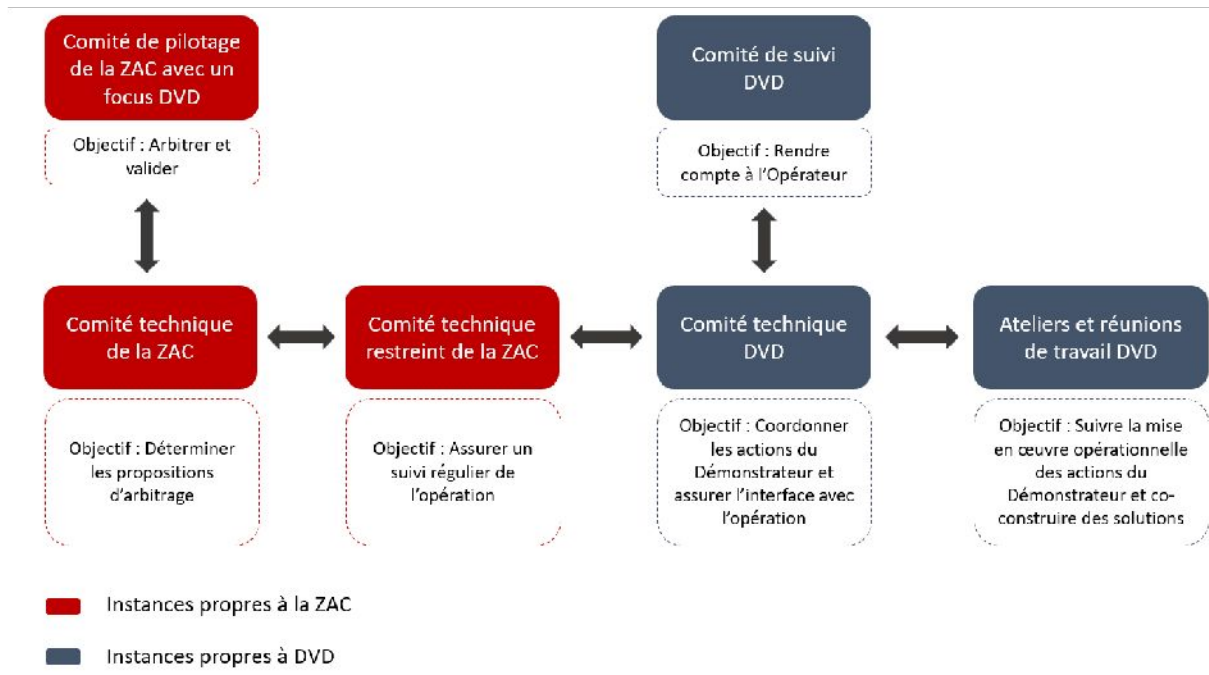 Comité de pilotage
de la ZAC avec un
focus DVD
Objectif : Arbitrer et
valider
Comité de suivi
DVD
Objectif : Rendre
compte à l'Opérateur
Comité technique
de la ZAC
Objectif : Déterminer
les propositions
d'arbitrage
Comité technique
restreint de la ZAC
Objectif : Assurer un
suivi régulier de
l'opération
Comité technique
DVD
Objectif : Coordonner
les actions du
Démonstrateur et
assurer l'interface avec
l'opération
Ateliers et réunions
de travail DVD
Objectif : Suivre la mise
en œuvre opérationnelle
des actions du
Démonstrateur et co-
construire des solutions
Instances propres à la ZAC
Instances propres à DVD